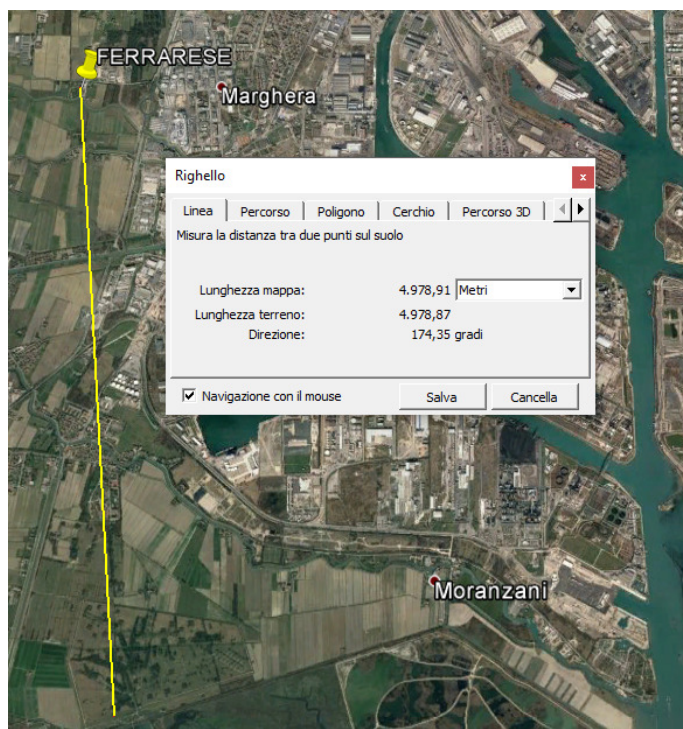 FERRARESE
Marghera
Righello
x
Linea Percorso Poligono Cerchio Percorso 3D
Misura la distanza tra due punti sul suolo
Lunghezza mappa: 4.978,91 Metri
Lunghezza terreno: 4.978,87
Direzione: 174,35 gradi
Navigazione con il mouse Salva Cancella
Moranzani